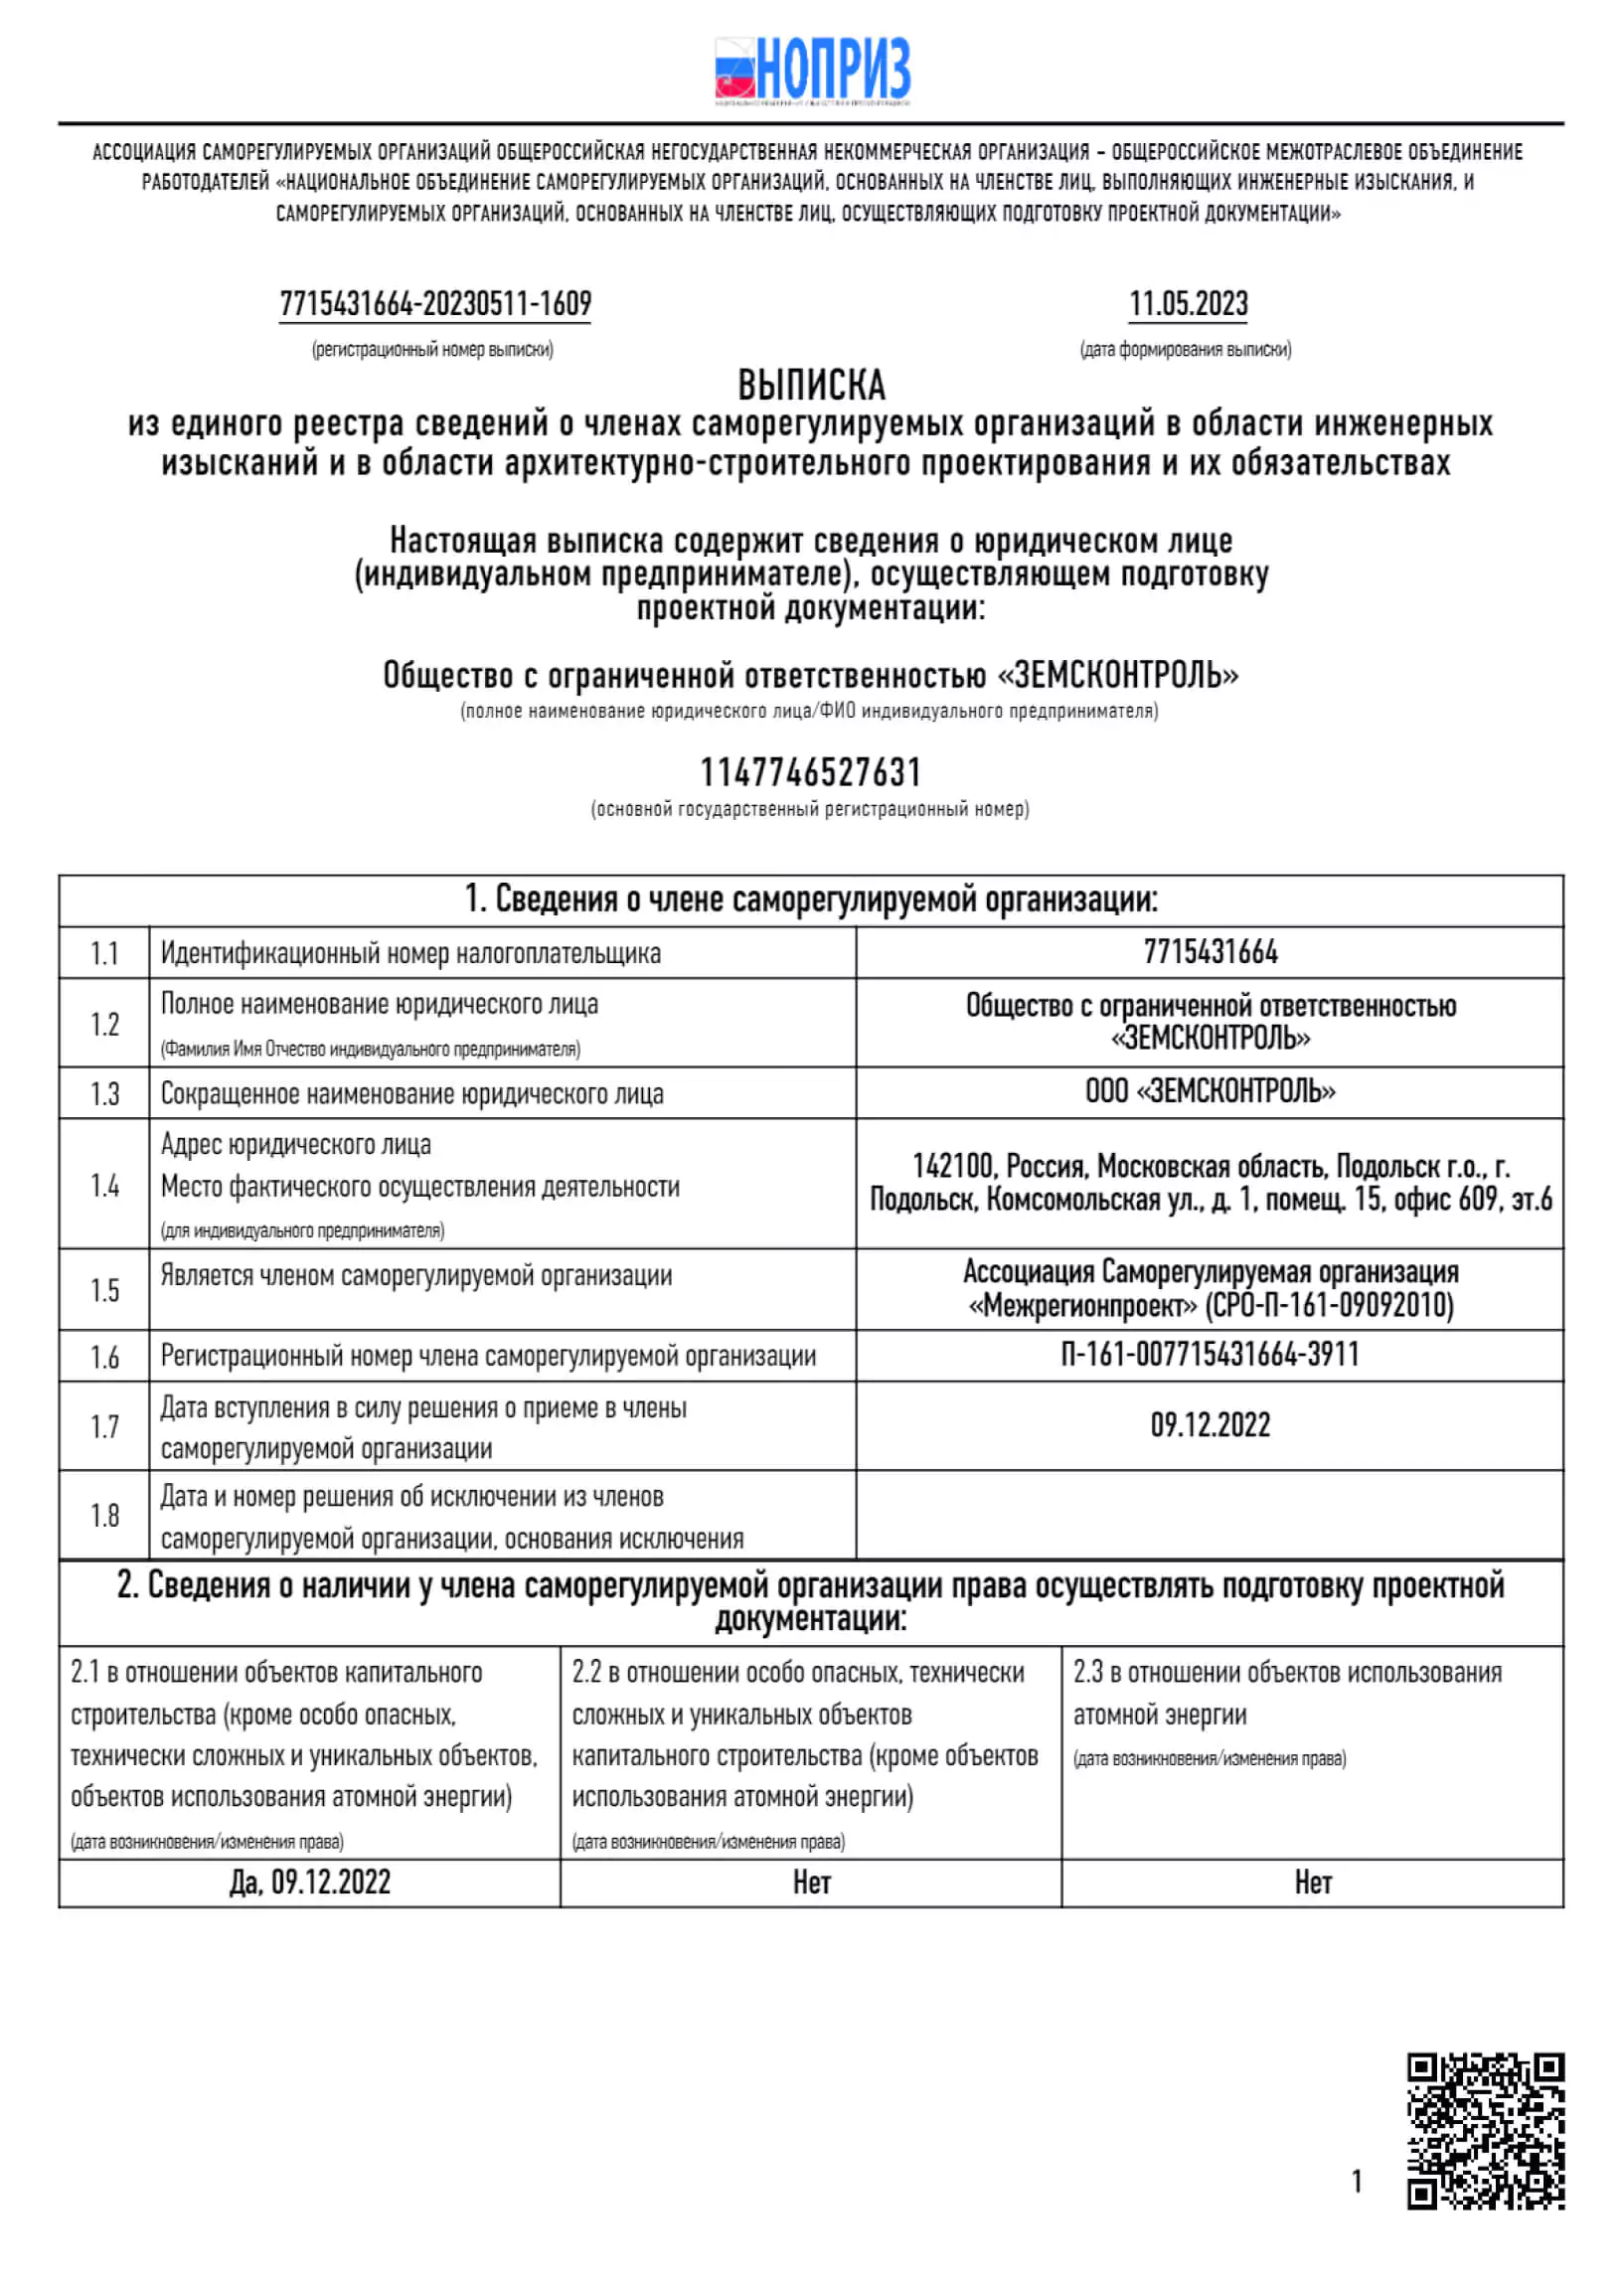 НОПРИЗ
АССОЦИАЦИЯ САМОРЕГУЛИРУЕМЫХ ОРГАНИЗАЦИЙ ОБЩЕРОССИЙСКАЯ НЕГОСУДАРСТВЕННАЯ НЕКОММЕРЧЕСКАЯ ОРГАНИЗАЦИЯ – ОБЩЕРОССИЙСКОЕ МЕЖОТРАСЛЕВОЕ ОБЪЕДИНЕНИЕ
РАБОТОДАТЕЛЕЙ «НАЦИОНАЛЬНОЕ ОБЪЕДИНЕНИЕ САМОРЕГУЛИРУЕМЫХ ОРГАНИЗАЦИЙ, ОСНОВАННЫХ НА ЧЛЕНСТВЕ ЛИЦ, ВЫПОЛНЯЮЩИХ ИНЖЕНЕРНЫЕ ИЗЫСКАНИЯ, И
САМОРЕГУЛИРУЕМЫХ ОРГАНИЗАЦИЙ, ОСНОВАННЫХ НА ЧЛЕНСТВЕ ЛИЦ, ОСУЩЕСТВЛЯЮЩИХ ПОДГОТОВКУ ПРОЕКТНОЙ ДОКУМЕНТАЦИИ»
7715431664-20230511-1609
11.05.2023
(регистрационный номер выписки)
(дата формирования выписки)
ВЫПИСКА
из единого реестра сведений о членах саморегулируемых организаций в области инженерных
изысканий и в области архитектурно-строительного проектирования и их обязательствах
Настоящая выписка содержит сведения о юридическом лице
(индивидуальном предпринимателе), осуществляющем подготовку
проектной документации:
Общество с ограниченной ответственностью «ЗЕМСКОНТРОЛЬ»
(полное наименование юридического лица/ФИО индивидуального предпринимателя)
1147746527631
(основной государственный регистрационный номер)
1. Сведения о члене саморегулируемой организации:
1.1
Идентификационный номер налогоплательщика
7715431664
1.2
Полное наименование юридического лица
(Фамилия Имя Отчество индивидуального предпринимателя)
Общество с ограниченной ответственностью
«ЗЕМСКОНТРОЛЬ»
1.3
Сокращенное наименование юридического лица
ООО «ЗЕМСКОНТРОЛЬ»
1.4
Адрес юридического лица
Место фактического осуществления деятельности
(для индивидуального предпринимателя)
142100, Россия, Московская область, Подольск г.о., г.
Подольск, Комсомольская ул., д. 1, помещ. 15, офис 609, эт.6
1.5
Является членом саморегулируемой организации
Ассоциация Саморегулируемая организация
«Межрегионпроект» (СРО-П-161-09092010)
1.6
Регистрационный номер члена саморегулируемой организации
П-161-007715431664-3911
1.7
Дата вступления в силу решения о приеме в члены
саморегулируемой организации
09.12.2022
1.8
Дата и номер решения об исключении из членов
саморегулируемой организации, основания исключения
2. Сведения о наличии у члена саморегулируемой организации права осуществлять подготовку проектной
документации:
2.1 в отношении объектов капитального
строительства (кроме особо опасных,
технически сложных и уникальных объектов,
объектов использования атомной энергии)
(дата возникновения/изменения права)
2.2 в отношении особо опасных, технически
сложных и уникальных объектов
капитального строительства (кроме объектов
использования атомной энергии)
(дата возникновения/изменения права)
2.3 в отношении объектов использования
атомной энергии
(дата возникновения/изменения права)
Да, 09.12.2022
Нет
Нет
1